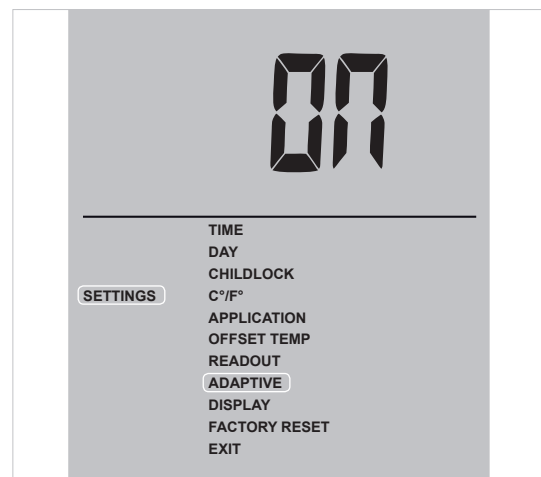 ON
TIME
DAY
CHILDLOCK
SETTINGS C°/F°
APPLICATION
OFFSET TEMP
READOUT
ADAPTIVE
DISPLAY
FACTORY RESET
EXIT